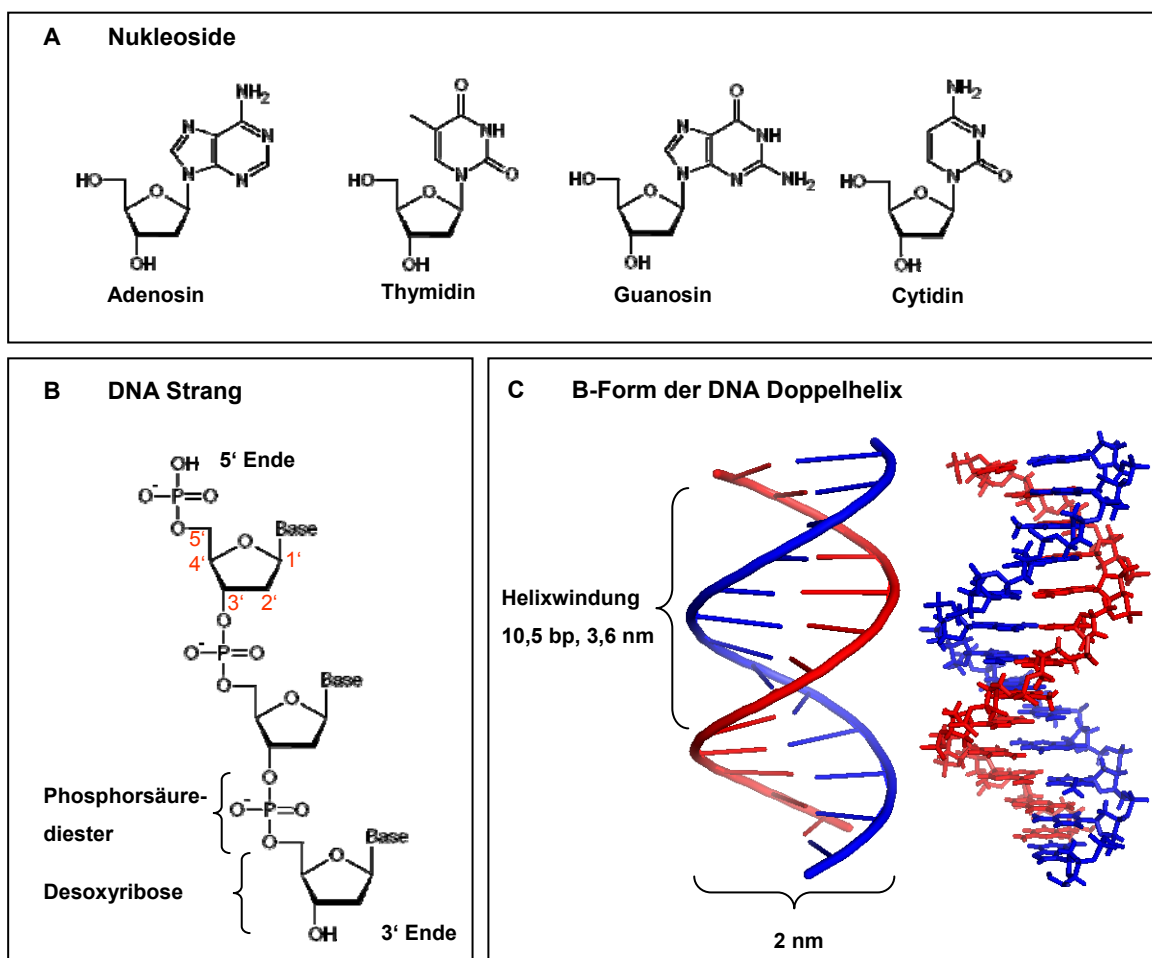 A Nukleoside
NH₂
N
N
N
N
HO
O
OH
Adenosin
O
NH
N
O
HO
O
OH
Thymidin
O
N
NH
N
N
NH₂
HO
O
OH
Guanosin
NH₂
N
N
O
HO
O
OH
Cytidin
B DNA Strang
OH 5‘ Ende
O⁻ P O
O
5‘
O
Base
4‘
1‘
3‘
2‘
O
O⁻ P O
O
O
Base
O
O⁻ P O
O
Phosphorsäure-
diester
O
Base
Desoxyribose
OH
3‘ Ende
C B-Form der DNA Doppelhelix
Helixwindung
10,5 bp, 3,6 nm
2 nm